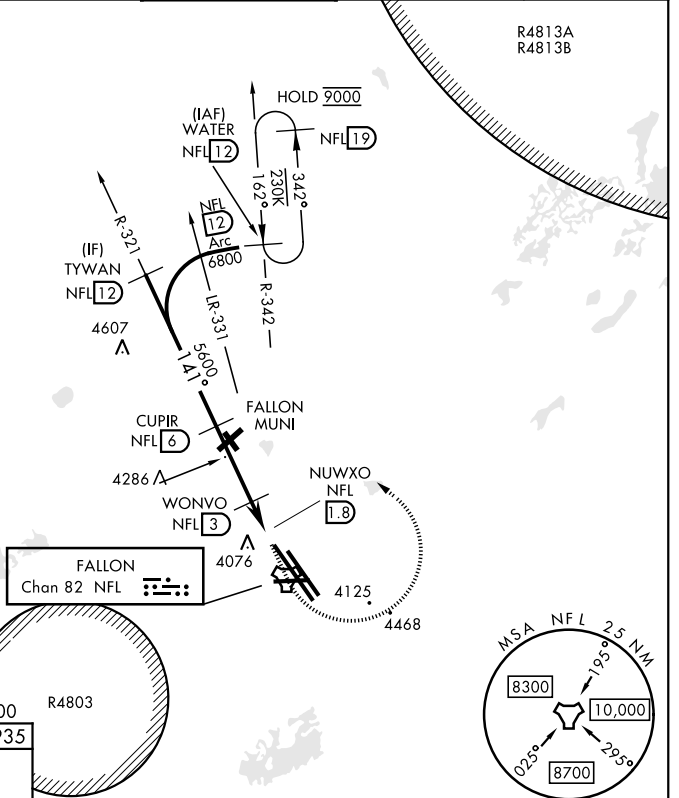 R4813A
R4813B
HOLD 9000
(IAF)
WATER
NFL 12
NFL 19
162°
230K
342°
NFL
12
Arc
6800
R-321
(IF)
TYWAN
NFL 12
LR-331
R-342
4607
5600
141°
CUPIR
NFL 6
FALLON
MUNI
4286
NUWXO
NFL
1.8
WONVO
NFL 3
4076
FALLON
Chan 82 NFL
4125
4468
MSA NFL 25 NM
195°
8300
10,000
025°
295°
8700
R4803
00
35